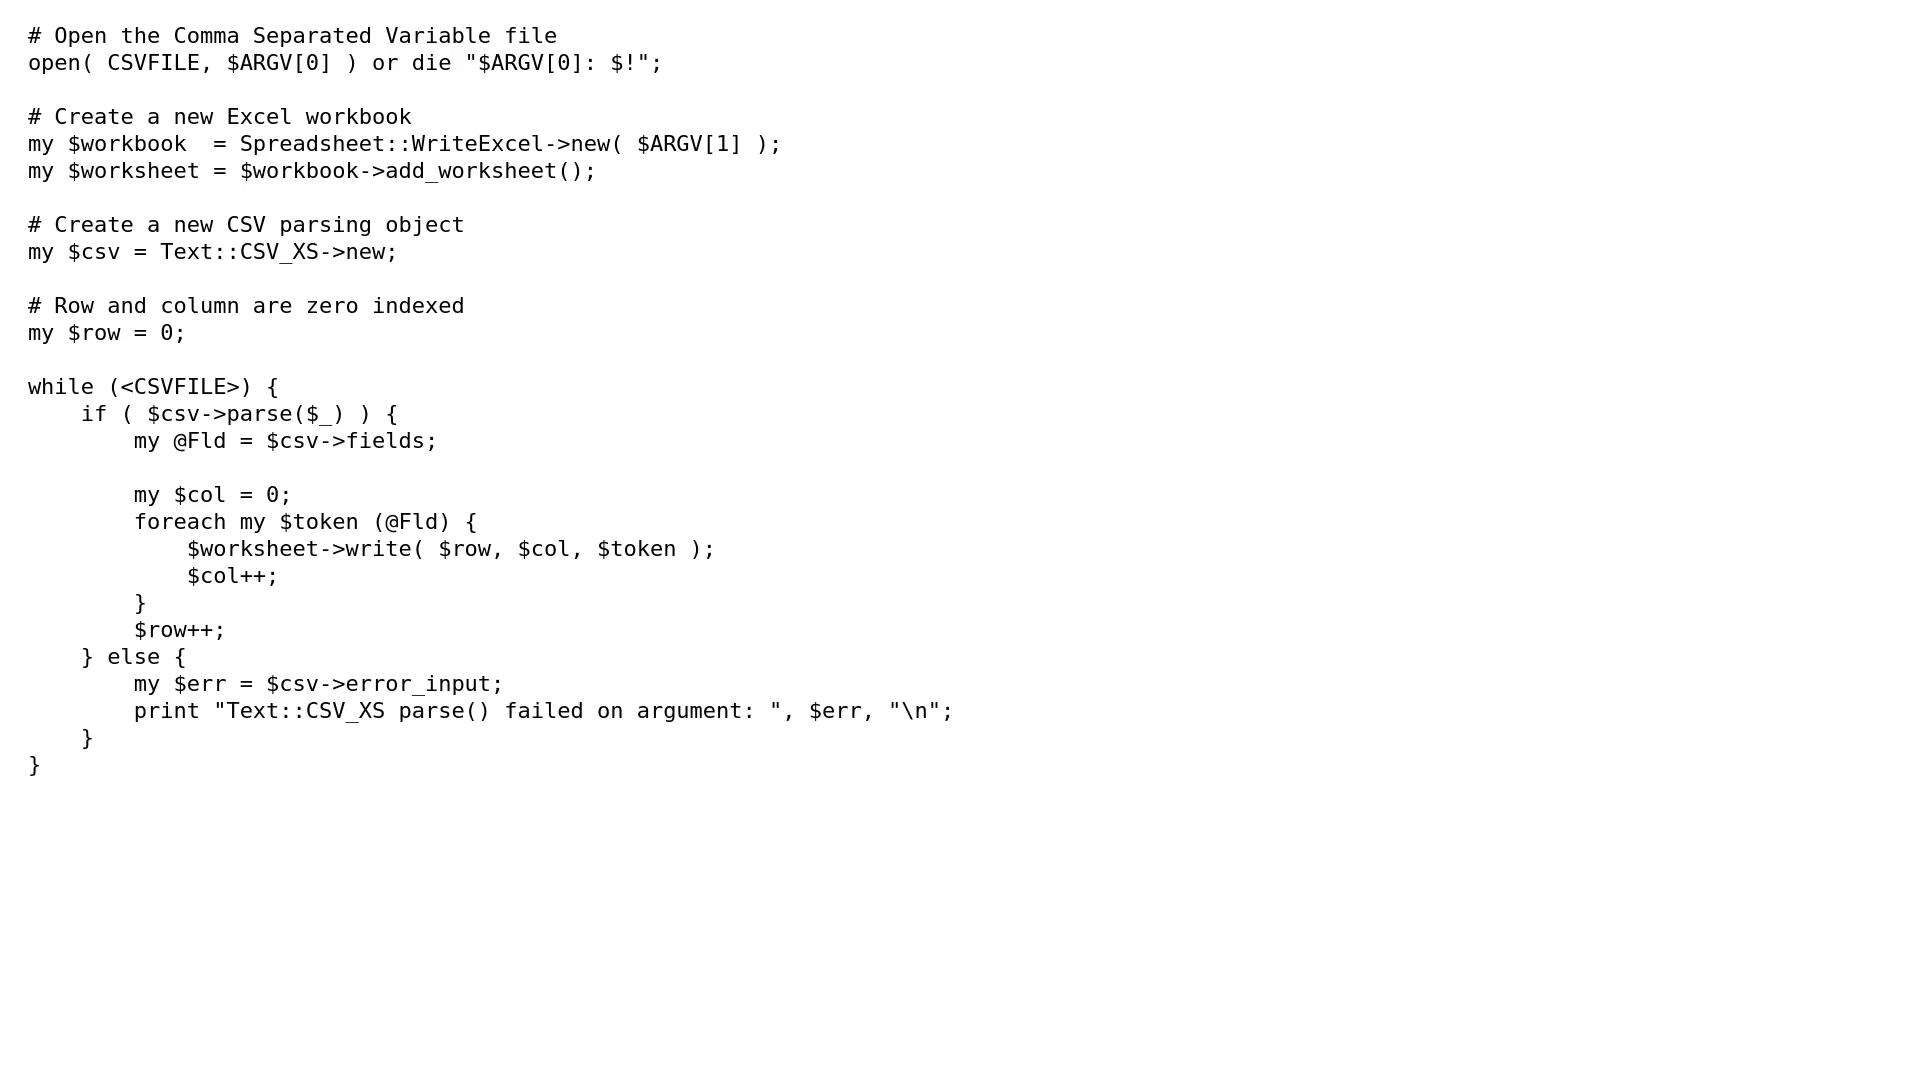 # Open the Comma Separated Variable file
open( CSVFILE, $ARGV[0] ) or die "$ARGV[0]: $!";

# Create a new Excel workbook
my $workbook  = Spreadsheet::WriteExcel->new( $ARGV[1] );
my $worksheet = $workbook->add_worksheet();

# Create a new CSV parsing object
my $csv = Text::CSV_XS->new;

# Row and column are zero indexed
my $row = 0;

while (<CSVFILE>) {
    if ( $csv->parse($_) ) {
        my @Fld = $csv->fields;

        my $col = 0;
        foreach my $token (@Fld) {
            $worksheet->write( $row, $col, $token );
            $col++;
        }
        $row++;
    } else {
        my $err = $csv->error_input;
        print "Text::CSV_XS parse() failed on argument: ", $err, "\n";
    }
}